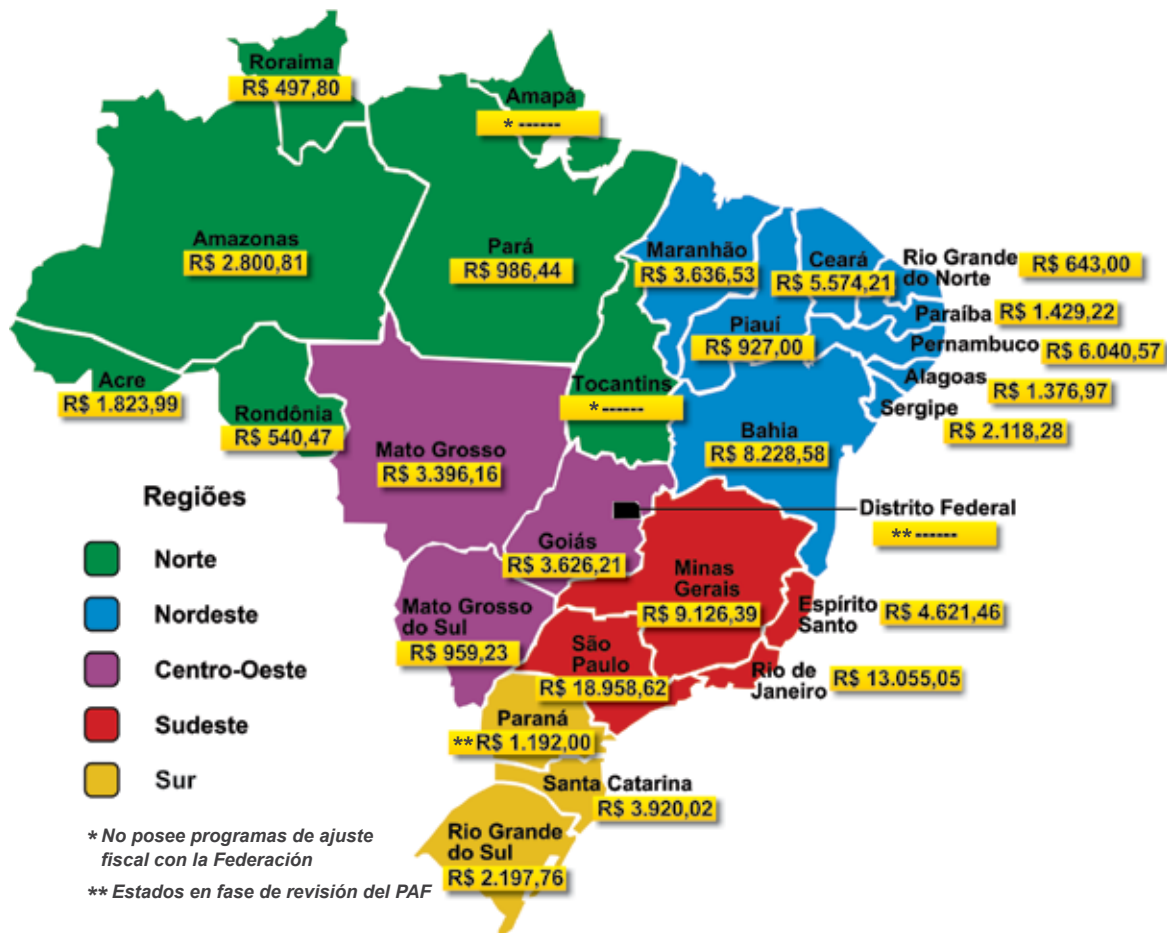 Roraima
R$ 497,80
Amapá
* ------
Amazonas
R$ 2.800,81
Pará
R$ 986,44
Maranhão
R$ 3.636,53
Ceará
R$ 5.574,21
Rio Grande
do Norte
R$ 643,00
Paraíba
R$ 1.429,22
Piauí
R$ 927,00
Pernambuco
R$ 6.040,57
Alagoas
R$ 1.376,97
Sergipe
R$ 2.118,28
Acre
R$ 1.823,99
Rondônia
R$ 540,47
Tocantins
* ------
Bahia
R$ 8.228,58
Mato Grosso
R$ 3.396,16
Distrito Federal
** ------
Goiás
R$ 3.626,21
Minas
Gerais
R$ 9.126,39
Espírito
Santo
R$ 4.621,46
Mato Grosso
do Sul
R$ 959,23
São
Paulo
R$ 18.958,62
Rio de
Janeiro
R$ 13.055,05
Paraná
** R$ 1.192,00
Santa Catarina
R$ 3.920,02
Rio Grande
do Sul
R$ 2.197,76
Regiões
Norte
Nordeste
Centro-Oeste
Sudeste
Sur
* No posee programas de ajuste
fiscal con la Federación
** Estados en fase de revisión del PAF